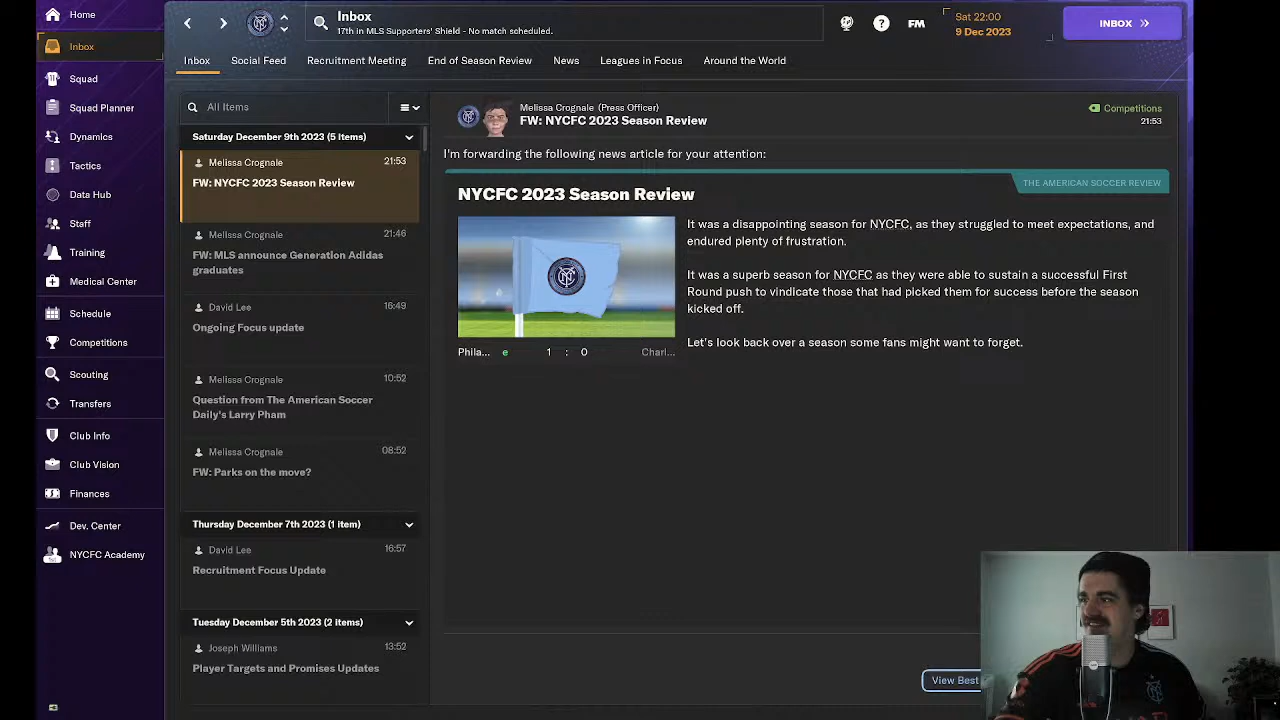 Home
Inbox
Squad
Squad Planner
Dynamics
Tactics
Data Hub
Staff
Training
Medical Center
Schedule
Competitions
Scouting
Transfers
Club Info
Club Vision
Finances
Dev. Center
NYCFC Academy
Inbox
17th in MLS Supporters' Shield - No match scheduled.
?
FM
Sat 22:00
9 Dec 2023
INBOX
Inbox
Social Feed
Recruitment Meeting
End of Season Review
News
Leagues in Focus
Around the World
All Items
Saturday December 9th 2023 (5 Items)
Melissa Crognale 21:53
FW: NYCFC 2023 Season Review
Melissa Crognale 21:46
FW: MLS announce Generation Adidas
graduates
David Lee 16:49
Ongoing Focus update
Melissa Crognale 10:52
Question from The American Soccer
Daily's Larry Pham
Melissa Crognale 08:52
FW: Parks on the move?
Thursday December 7th 2023 (1 item)
David Lee 16:57
Recruitment Focus Update
Tuesday December 5th 2023 (2 items)
Joseph Williams 13:52
Player Targets and Promises Updates
Melissa Crognale (Press Officer)
FW: NYCFC 2023 Season Review
Competitions
21:53
I'm forwarding the following news article for your attention:
THE AMERICAN SOCCER REVIEW
NYCFC 2023 Season Review
It was a disappointing season for NYCFC, as they struggled to meet expectations, and
endured plenty of frustration.
It was a superb season for NYCFC as they were able to sustain a successful First
Round push to vindicate those that had picked them for success before the season
kicked off.
Let's look back over a season some fans might want to forget.
Phila... e 1 : 0 Charl...
View Best